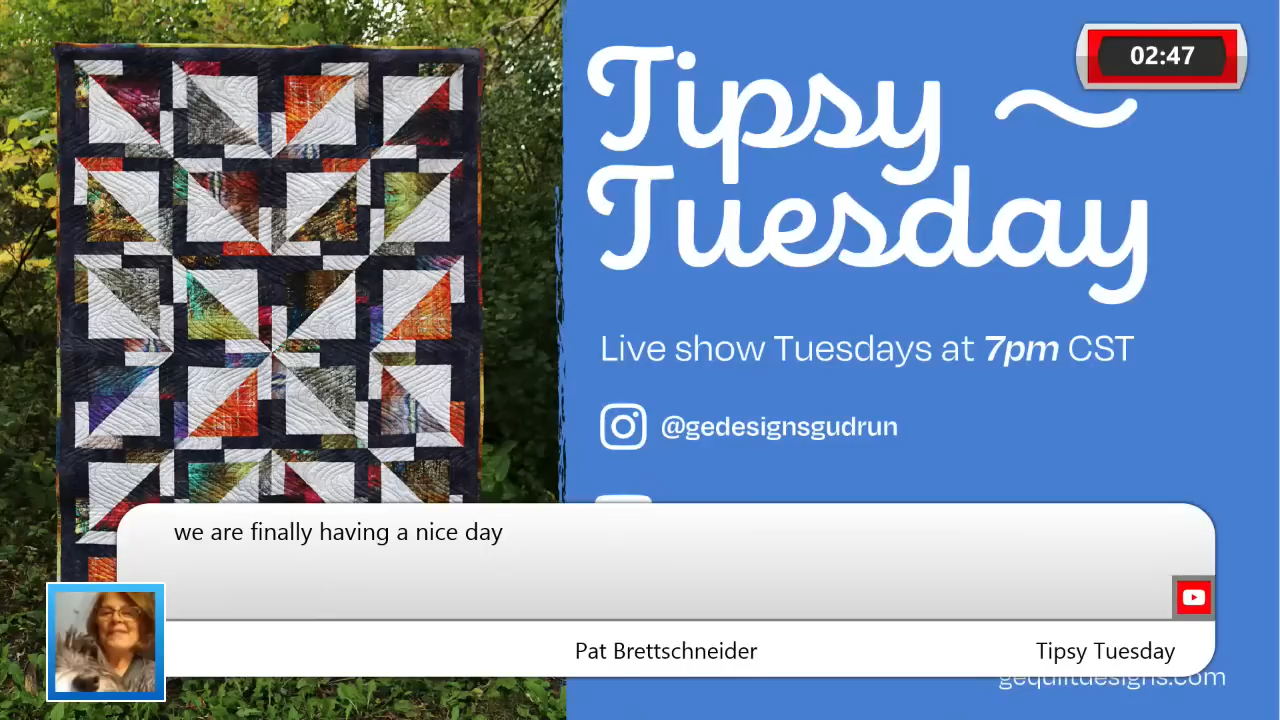 02:47
Tipsy ~
Tuesday
Live show Tuesdays at 7pm CST
@gedesignsgudrun
we are finally having a nice day
Pat Brettschneider
Tipsy Tuesday
gequiltdesigns.com